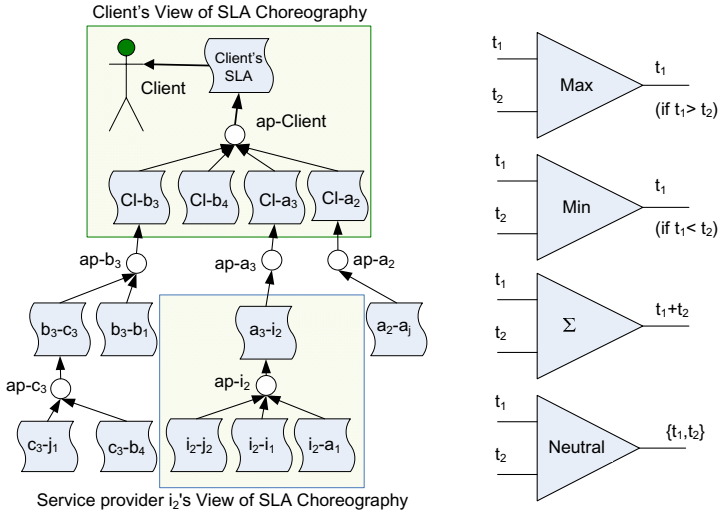 Client's View of SLA Choreography
Client's
SLA
Client
ap-Client
Cl-b₃
Cl-b₄
Cl-a₃
Cl-a₂
ap-b₃
ap-a₃
ap-a₂
b₃-c₃
b₃-b₁
a₃-i₂
a₂-aⱼ
ap-c₃
ap-i₂
c₃-j₁
c₃-b₄
i₂-j₂
i₂-i₁
i₂-a₁
Service provider i₂'s View of SLA Choreography
t₁
t₂
Max
t₁
(if t₁> t₂)
t₁
t₂
Min
t₁
(if t₁< t₂)
t₁
t₂
Σ
t₁+t₂
t₁
t₂
Neutral
{t₁,t₂}